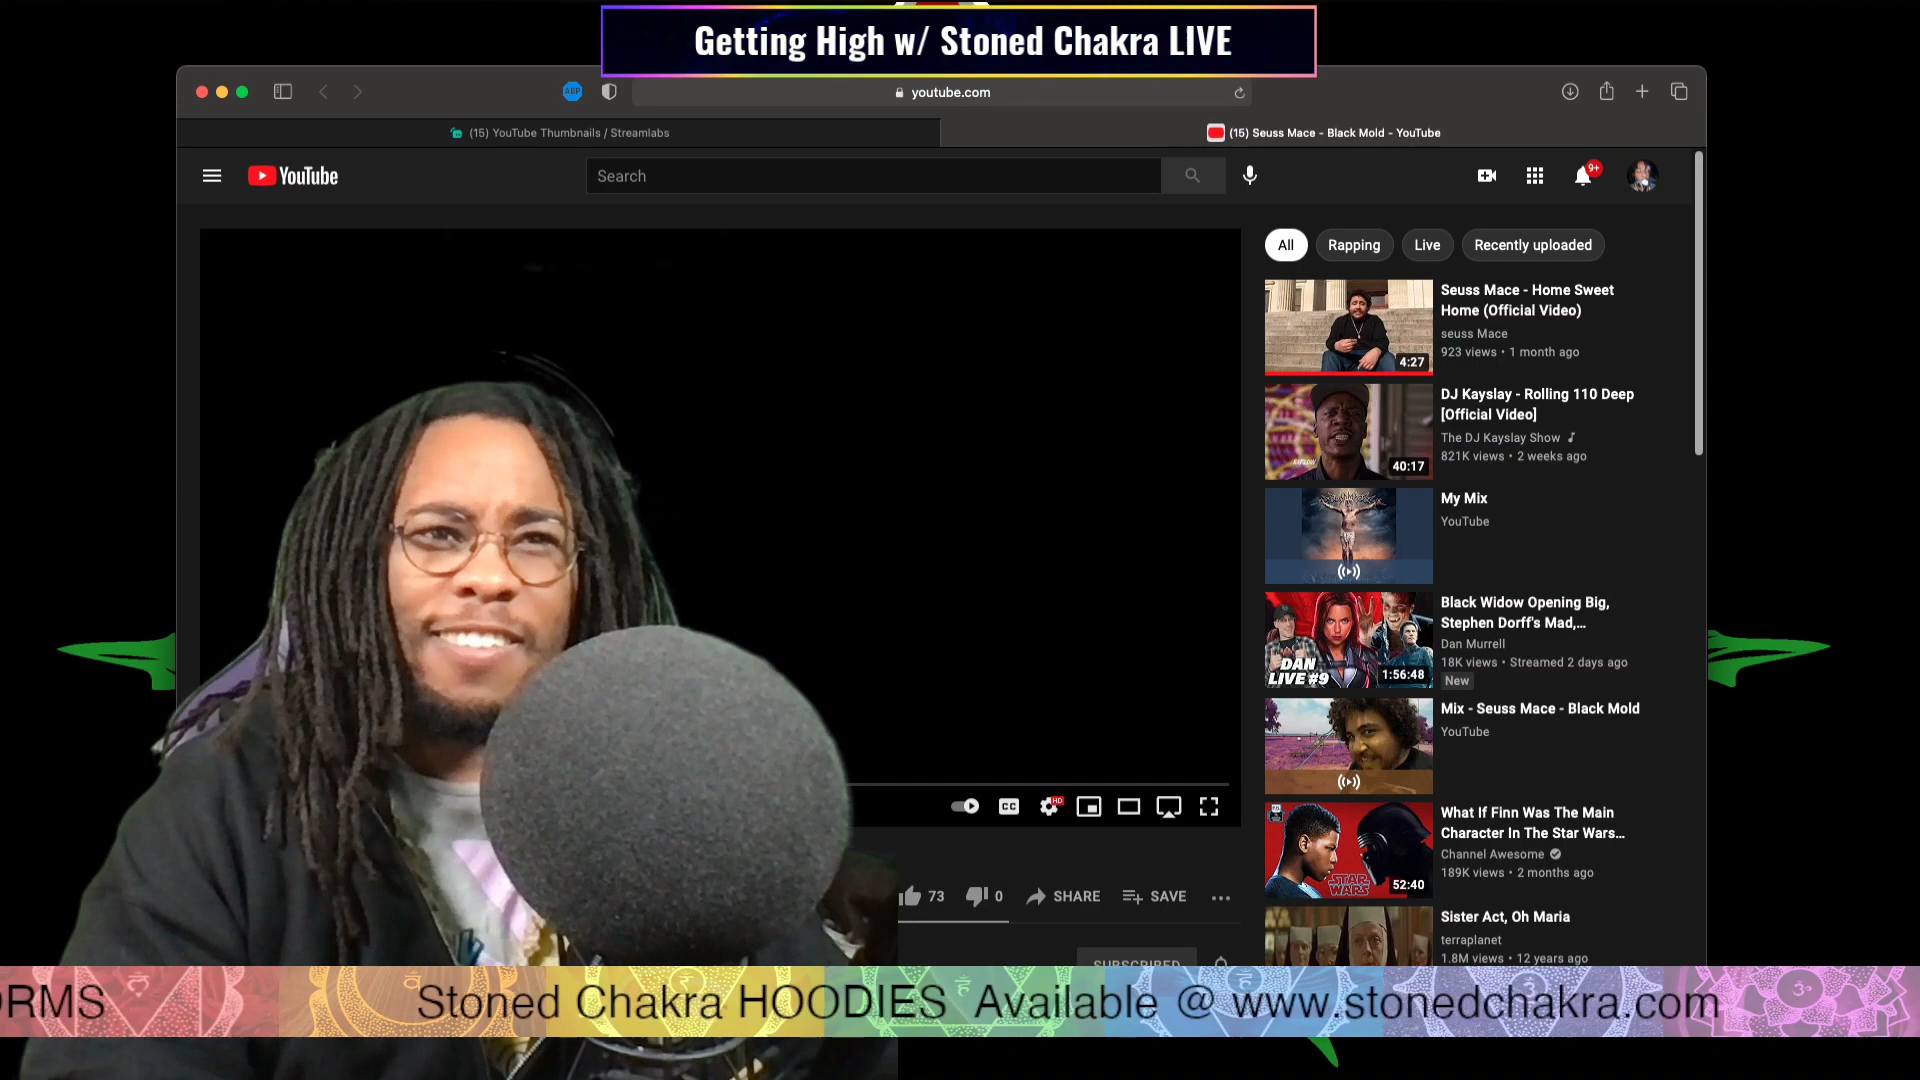 Getting High w/ Stoned Chakra LIVE
ABP
youtube.com
(15) YouTube Thumbnails / Streamlabs
(15) Seuss Mace - Black Mold - YouTube
YouTube
Search
9+
All
Rapping
Live
Recently uploaded
Seuss Mace - Home Sweet
Home (Official Video)
seuss Mace
923 views • 1 month ago
4:27
DJ Kayslay - Rolling 110 Deep
[Official Video]
The DJ Kayslay Show
821K views • 2 weeks ago
40:17
My Mix
YouTube
Black Widow Opening Big,
Stephen Dorff's Mad,...
Dan Murrell
18K views • Streamed 2 days ago
New
DAN
LIVE #9
1:56:48
Mix - Seuss Mace - Black Mold
YouTube
CC
HD
What If Finn Was The Main
Character In The Star Wars...
Channel Awesome
189K views • 2 months ago
STAR
WARS
52:40
73
0
SHARE
SAVE
Sister Act, Oh Maria
terraplanet
1.8M views • 12 years ago
SUBSCRIBED
ORMS
Stoned Chakra HOODIES Available @ www.stonedchakra.com